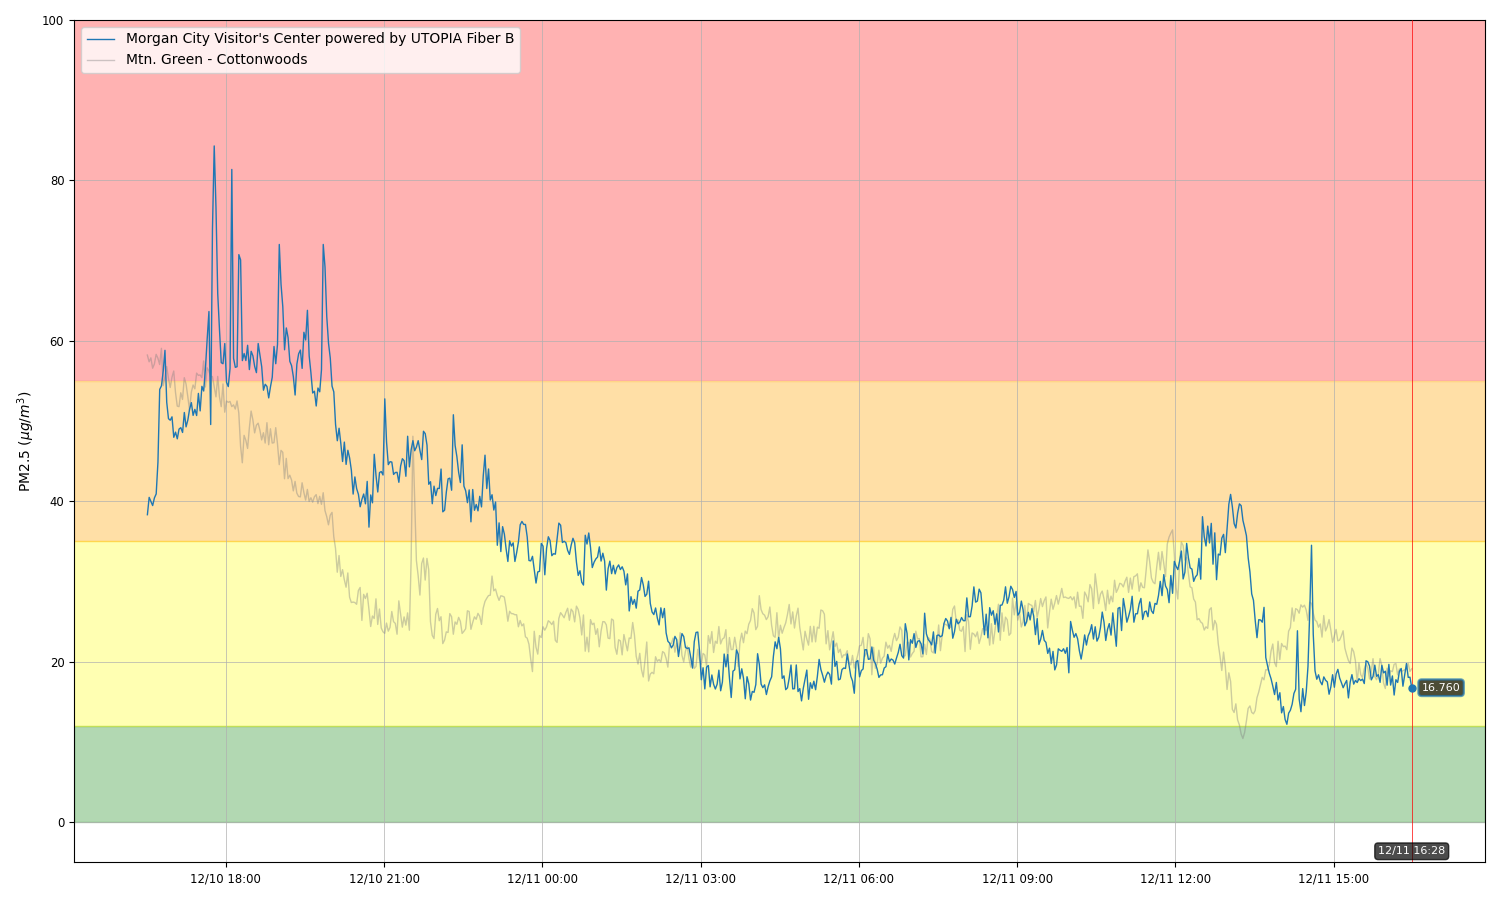 100
Morgan City Visitor's Center powered by UTOPIA Fiber B
Mtn. Green - Cottonwoods
80
60
PM2.5 (μg/m³)
40
20
16.760
0
12/11 16:28
12/10 18:00 12/10 21:00 12/11 00:00 12/11 03:00 12/11 06:00 12/11 09:00 12/11 12:00 12/11 15:00